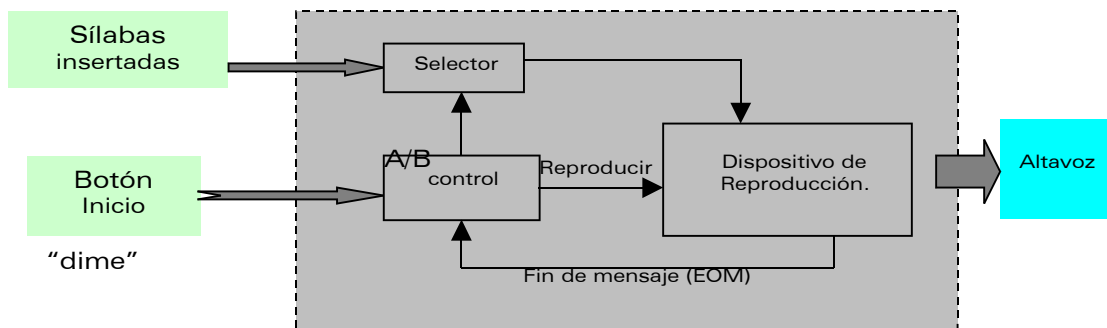 Sílabas
insertadas
Selector
A/B
control
Reproducir
Dispositivo de
Reproducción.
Altavoz
Botón
Inicio
“dime”
Fin de mensaje (EOM)